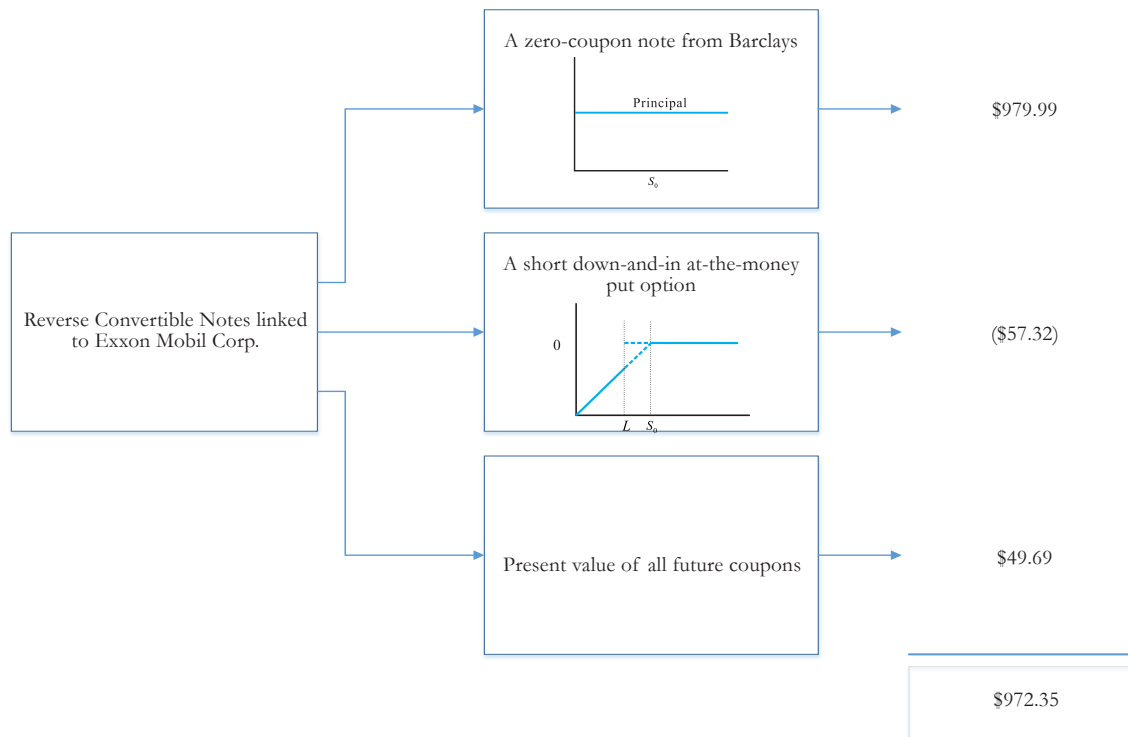 A zero-coupon note from Barclays
Principal
S₀
$979.99
Reverse Convertible Notes linked
to Exxon Mobil Corp.
A short down-and-in at-the-money
put option
0
L S₀
($57.32)
Present value of all future coupons
$49.69
$972.35